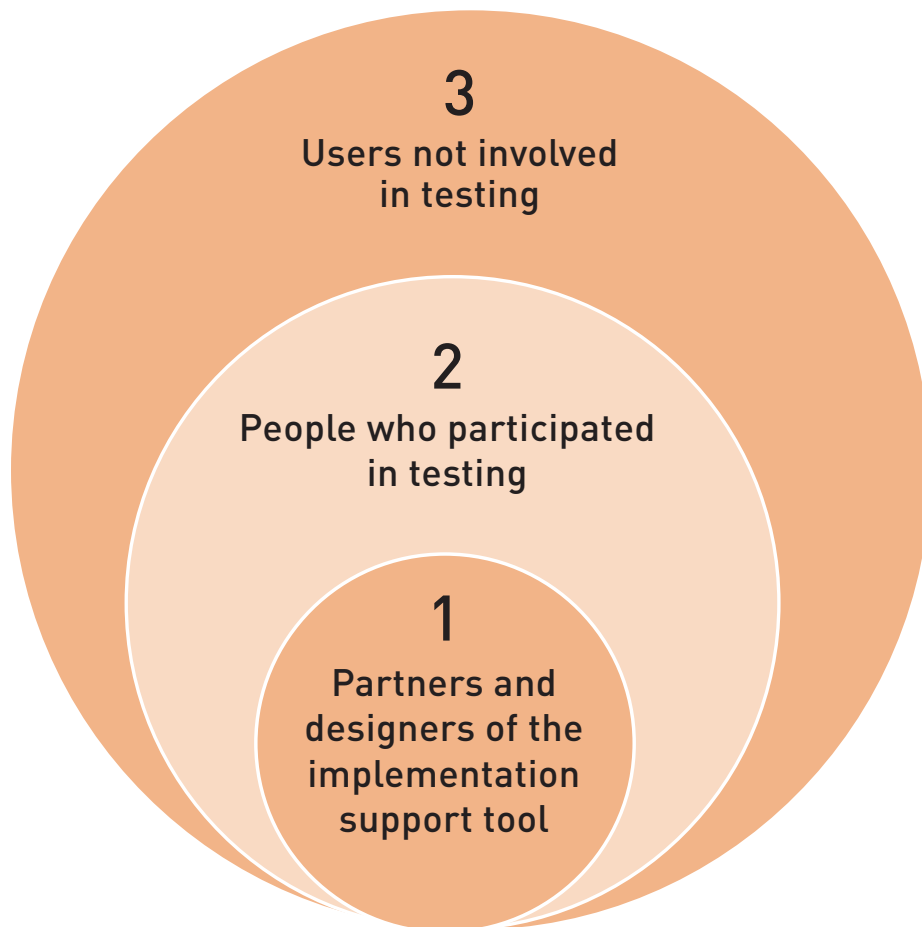 3
Users not involved
in testing
2
People who participated
in testing
1
Partners and
designers of the
implementation
support tool